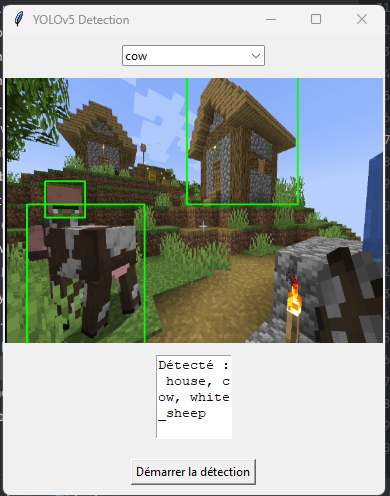 YOLOv5 Detection
cow
Détecté :
house, c
ow, white
_sheep
Démarrer la détection